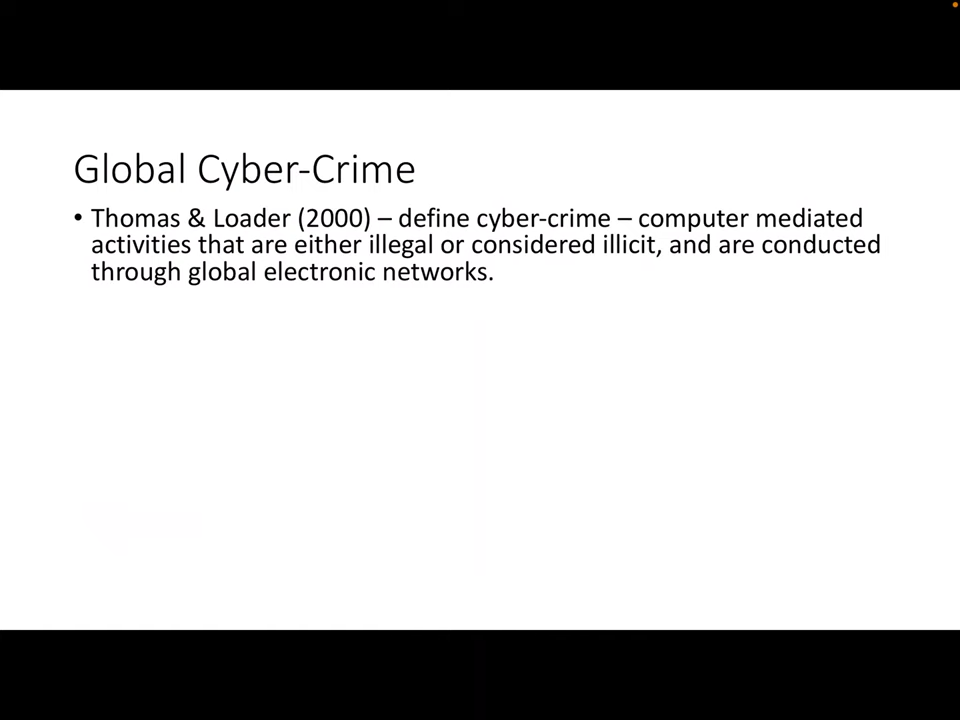 Global Cyber-Crime
• Thomas & Loader (2000) – define cyber-crime – computer mediated
activities that are either illegal or considered illicit, and are conducted
through global electronic networks.